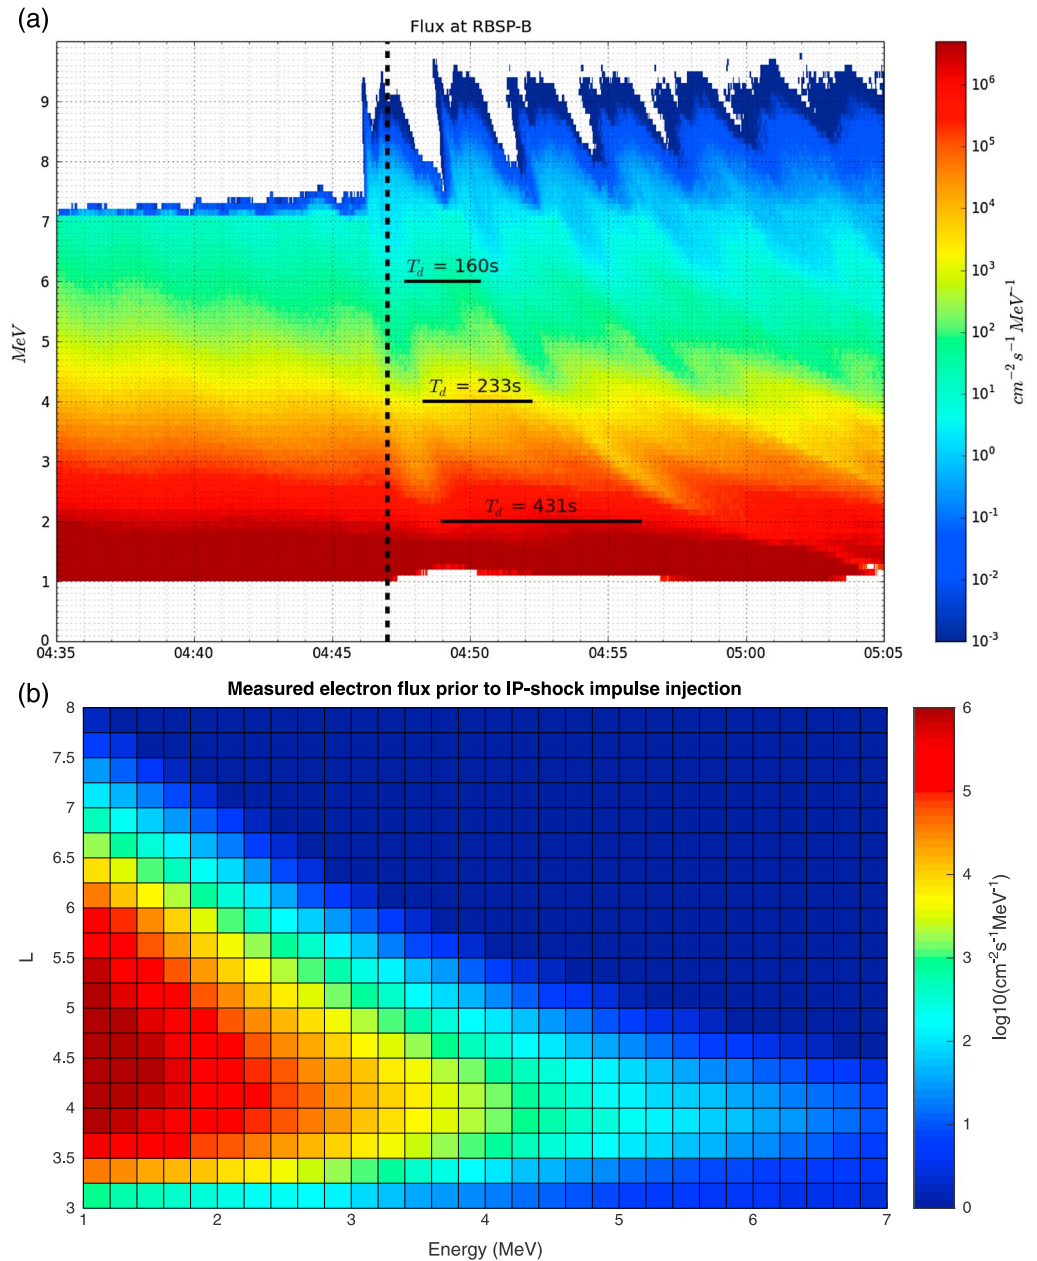 (a)
Flux at RBSP-B
MeV
9
8
7
6
5
4
3
2
1
0
T_d = 160s
T_d = 233s
T_d = 431s
04:35 04:40 04:45 04:50 04:55 05:00 05:05
10^6
10^5
10^4
10^3
10^2
10^1
10^0
10^-1
10^-2
10^-3
cm^-2 s^-1 MeV^-1
(b)
Measured electron flux prior to IP-shock impulse injection
L
8
7.5
7
6.5
6
5.5
5
4.5
4
3.5
3
1 2 3 4 5 6 7
Energy (MeV)
6
5
4
3
2
1
0
log10(cm^-2s^-1MeV^-1)